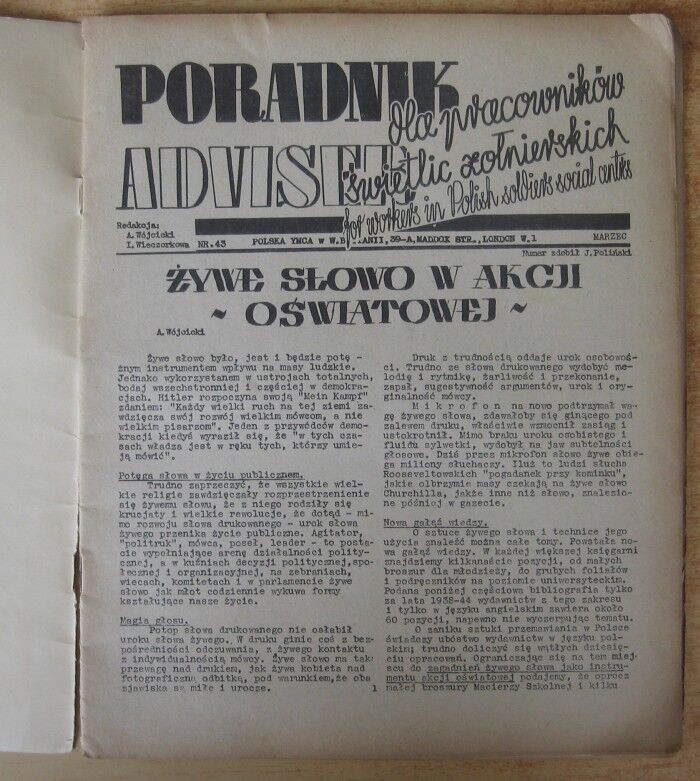 PORADNIK
ADVISER
dla pracowników
świetlic żołnierskich
for workers in Polish soldiers social centres
Redakcja:
A.Wójcicki
I.Wieczorkowa
NR.43
POLSKA YMCA w W.BRYTANII,39-A,MADDOX STR.,LONDON W.1
MARZEC
Numer zdobił J.Poliński
ŻYWE SŁOWO W AKCJI
~ OŚWIATOWEJ ~
A.Wójcicki
Żywe słowo było, jest i będzie potę -
żnym instrumentem wpływu na masy ludzkie.
Jednako wykorzystanem w ustrojach totalnych,
bodaj wszechstronniej i częściej w demokra-
cjach. Hitler rozpoczyna swoją "Mein Kampf"
zdaniem: "Każdy wielki ruch na tej ziemi za-
wdzięcza swój rozwój wielkim mówcom, a nie
wielkim pisarzom". Jeden z przywódców demo-
kracji kiedyś wyraził się, że "w tych cza-
sach władza jest w ręku tych, którzy umie-
ją mówić".
Potęga słowa w życiu publicznem.
Trudno zaprzeczyć, że wszystkie wiel-
kie religie zawdzięczały rozprzestrzenienie
się żywemu słowu, że z niego rodziły się
krucjaty i wielkie rewolucje, że dotąd - mi-
mo rozwoju słowa drukowanego - urok słowa
żywego przenika życie publiczne. Agitator,
"politruk", mówca, poseł, leader - to posta-
cie wypełniające arenę działalności polity-
cznej, a w kuźniach decyzji politycznej,spo-
łecznej i organizacyjnej, na zebraniach,
wiecach, komitetach i w parlamencie żywe
słowo jak młot codziennie wykuwa formy
kształtujące nasze życie.
Magia głosu.
Potop słowa drukowanego nie osłabił
uroku słowa żywego. W druku ginie coś z bez-
pośredniości odczuwania, z żywego kontaktu
z indywidualnością mówcy. Żywe słowo ma taką
przewagę nad drukiem, jak żywa kobieta nad
fotograficzną odbitką, pod warunkiem,że oba
zjawiska są miłe i urocze.
Druk z trudnością oddaje urok osobowoś-
ci. Trudno ze słowa drukowanego wydobyć me-
lodię i rytmikę, żarliwość i przekonanie,
zapał, sugestywność argumentów, urok i ory-
ginalność mówcy.
M i k r o f o n na nowo podtrzymał wa-
gę żywego słowa, zdawałoby się ginącego pod
zalewem druku, właściwie wzmocnił zasiąg i
ustokrotnił. Mimo braku uroku osobistego i
fluidu sylwetki, wydobył na jaw subtelności
głosowe. Dziś przez mikrofon słowo żywe obie-
ga miliony słuchaczy. Iluż to ludzi słucha
Rooseveltowskich "pogadanek przy kominku",
jakie olbrzymie masy czekają na żywe słowo
Churchilla, jakże inne niż słowo, znalezio-
ne później w gazecie.
Nowa gałąź wiedzy.
O sztuce żywego słowa i technice jego
użycia znaleźć można całe tomy. Powstała no-
wa gałąź wiedzy. W każdej większej księgarni
znajdziemy kilkanaście pozycji, od małych
broszur dla młodzieży, do grubych foliałów
i podręczników na poziomie uniwersyteckim.
Podana poniżej częściowa bibliografia tylko
za lata 1938-44 wydawnictw z tego zakresu
i tylko w języku angielskim zawiera około
60 pozycji, napewno nie wyczerpując tematu.
O zaniku sztuki przemawiania w Polsce
świadczy ubóstwo wydawnictw w języku pol-
skim; trudno doliczyć się wątłych dziesię-
ciu opracowań. Ograniczając się na tem miej-
scu do zagadnień żywego słowa jako instru-
mentu akcji oświatowej podajemy, że oprócz
małej broszury Macierzy Szkolnej i kilku
1